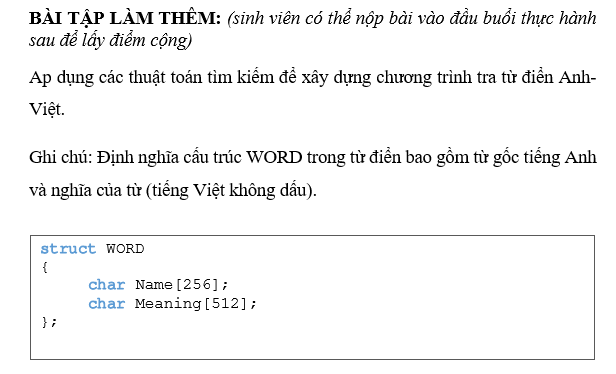 BÀI TẬP LÀM THÊM: (sinh viên có thể nộp bài vào đầu buổi thực hành
sau để lấy điểm cộng)
Ap dụng các thuật toán tìm kiếm để xây dựng chương trình tra từ điển Anh-
Việt.
Ghi chú: Định nghĩa cấu trúc WORD trong từ điển bao gồm từ gốc tiếng Anh
và nghĩa của từ (tiếng Việt không dấu).
struct WORD
{
char Name[256];
char Meaning[512];
};